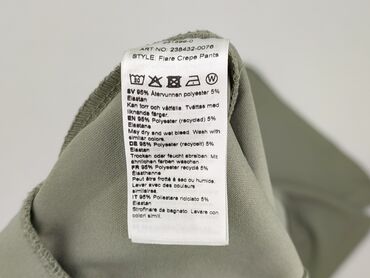 ART NO. 238432-0076
STYLE: Flare Crepe Pants
SV 95% Återvunnen polyester 5%
Elastan
Kan torr och våtfälla. Tvättas med
liknande färger.
EN 95% Polyester (recycled) 5%
Elastane
May dry and wet bleed. Wash with
similar colors.
DE 95% Polyester (recycelt) 5%
Elasthan
Trocken oder feucht abreiben. Mit
ähnlichen farben waschen.
FR 95% Polyester recyclé 5%
Élasthanne
Peut être frotté à sec ou humide.
Laver avec des couleurs
similaires.
IT 95% Poliestere riciclato 5%
Elastan
Strofinare da bagnato. Lavare con
colori simili.